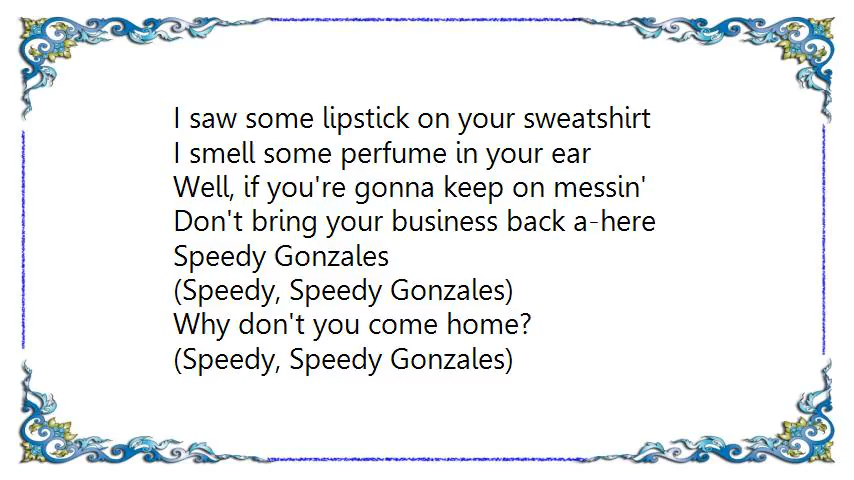 I saw some lipstick on your sweatshirt
I smell some perfume in your ear
Well, if you're gonna keep on messin'
Don't bring your business back a-here
Speedy Gonzales
(Speedy, Speedy Gonzales)
Why don't you come home?
(Speedy, Speedy Gonzales)